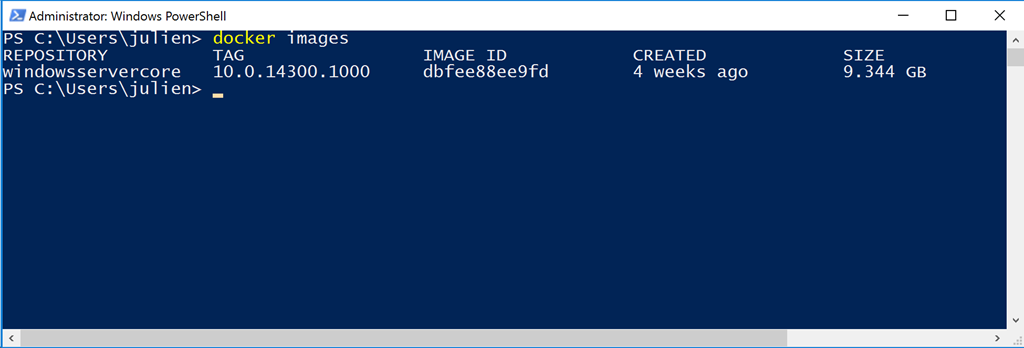 Administrator: Windows PowerShell
PS C:\Users\julien> docker images
REPOSITORY TAG IMAGE ID CREATED SIZE
windowsservercore 10.0.14300.1000 dbfee88ee9fd 4 weeks ago 9.344 GB
PS C:\Users\julien>